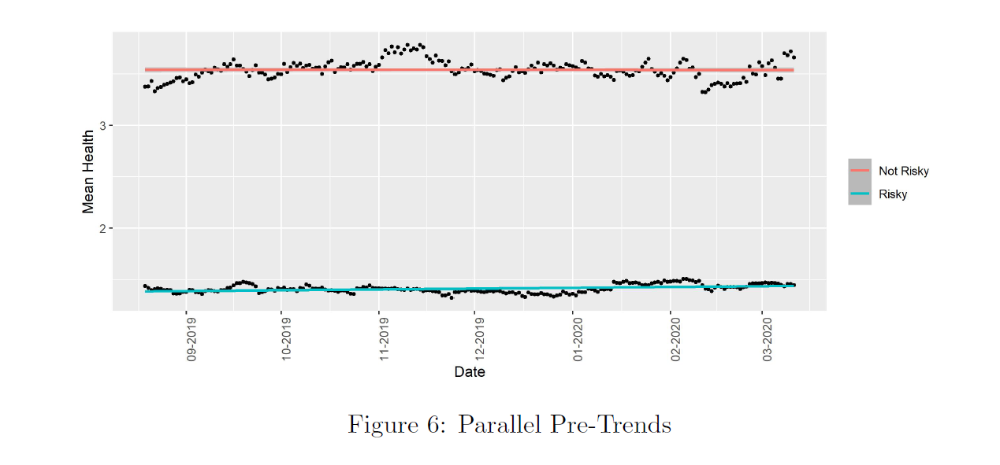 3
2
Mean Health
09-2019
10-2019
11-2019
12-2019
01-2020
02-2020
03-2020
Date
Not Risky
Risky
Figure 6: Parallel Pre-Trends